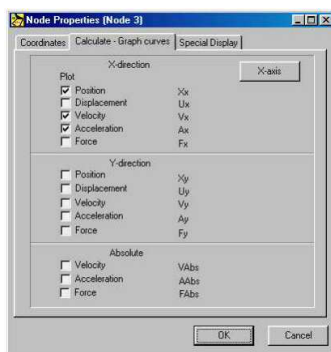 Node Properties (Node 3)
Coordinates Calculate - Graph curves Special Display
X-direction
Plot
X-axis
Position Xx
Displacement Ux
Velocity Vx
Acceleration Ax
Force Fx
Y-direction
Position Xy
Displacement Uy
Velocity Vy
Acceleration Ay
Force Fy
Absolute
Velocity VAbs
Acceleration AAbs
Force FAbs
OK Cancel